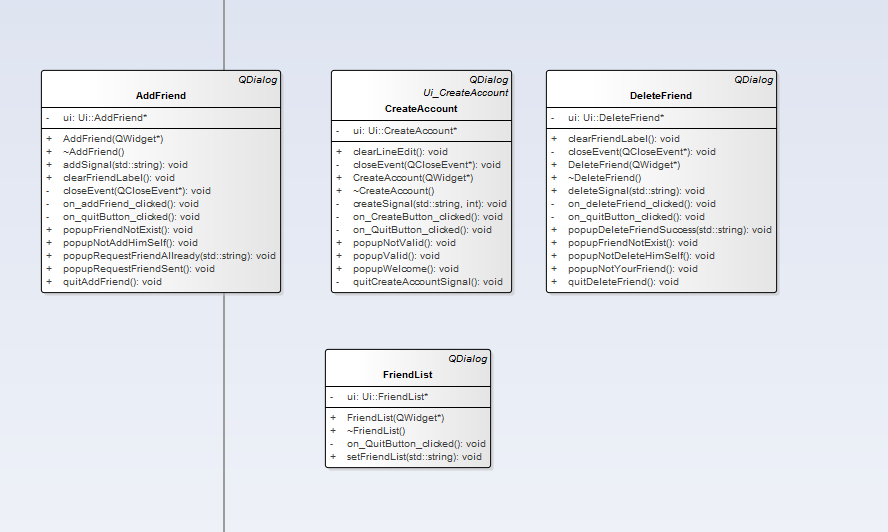 QDialog
AddFriend
- ui: Ui::AddFriend*
+ AddFriend(QWidget*)
+ ~AddFriend()
+ addSignal(std::string): void
+ clearFriendLabel(): void
- closeEvent(QCloseEvent*): void
- on_addFriend_clicked(): void
- on_quitButton_clicked(): void
+ popupFriendNotExist(): void
+ popupNotAddHimSelf(): void
+ popupRequestFriendAllready(std::string): void
+ popupRequestFriendSent(): void
+ quitAddFriend(): void
QDialog
Ui_CreateAccount
CreateAccount
- ui: Ui::CreateAccount*
+ clearLineEdit(): void
- closeEvent(QCloseEvent*): void
+ CreateAccount(QWidget*)
+ ~CreateAccount()
- createSignal(std::string, int): void
- on_CreateButton_clicked(): void
- on_QuitButton_clicked(): void
+ popupNotValid(): void
+ popupValid(): void
+ popupWelcome(): void
- quitCreateAccountSignal(): void
QDialog
DeleteFriend
- ui: Ui::DeleteFriend*
+ clearFriendLabel(): void
- closeEvent(QCloseEvent*): void
+ DeleteFriend(QWidget*)
+ ~DeleteFriend()
+ deleteSignal(std::string): void
- on_deleteFriend_clicked(): void
- on_quitButton_clicked(): void
+ popupDeleteFriendSuccess(std::string): void
+ popupFriendNotExist(): void
+ popupNotDeleteHimSelf(): void
+ popupNotYourFriend(): void
+ quitDeleteFriend(): void
QDialog
FriendList
- ui: Ui::FriendList*
+ FriendList(QWidget*)
+ ~FriendList()
- on_QuitButton_clicked(): void
+ setFriendList(std::string): void